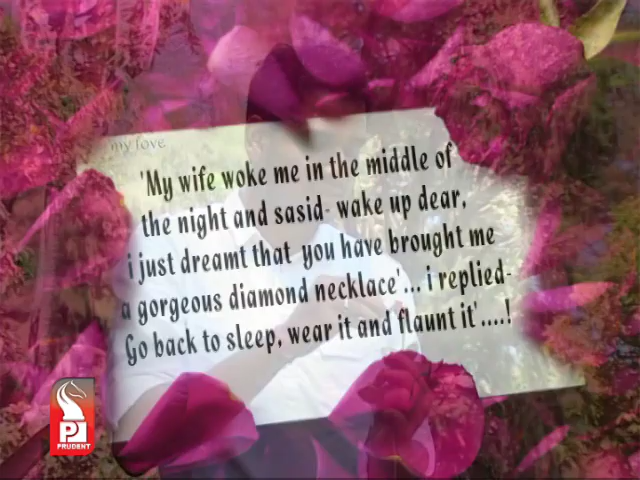 my love
'My wife woke me in the middle of
the night and sasid- wake up dear,
i just dreamt that you have brought me
a gorgeous diamond necklace'... i replied-
Go back to sleep, wear it and flaunt it'....!
P
PRUDENT